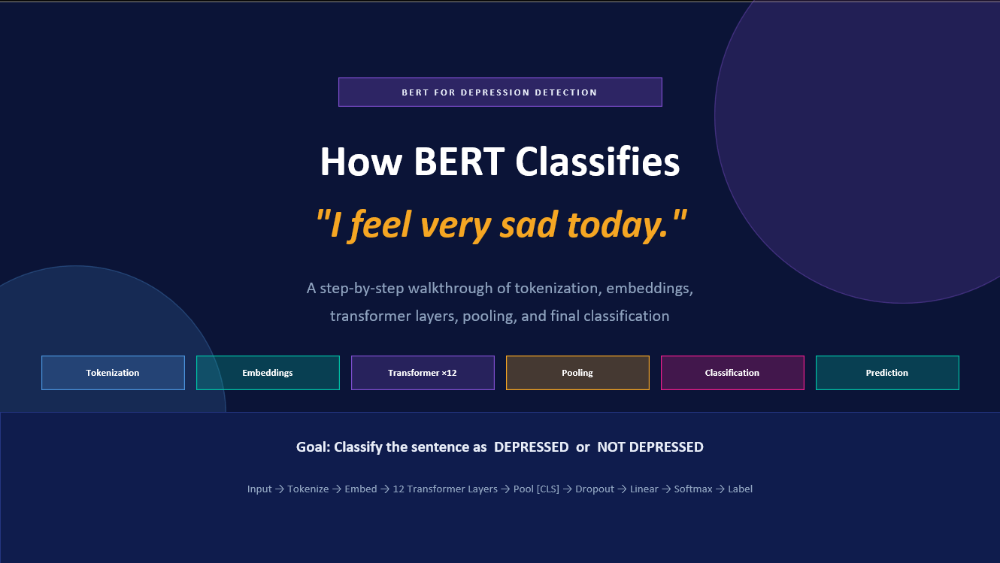 BERT FOR DEPRESSION DETECTION
How BERT Classifies
"I feel very sad today."
A step-by-step walkthrough of tokenization, embeddings,
transformer layers, pooling, and final classification
Tokenization
Embeddings
Transformer ×12
Pooling
Classification
Prediction
Goal: Classify the sentence as  DEPRESSED  or  NOT DEPRESSED
Input → Tokenize → Embed → 12 Transformer Layers → Pool [CLS] → Dropout → Linear → Softmax → Label